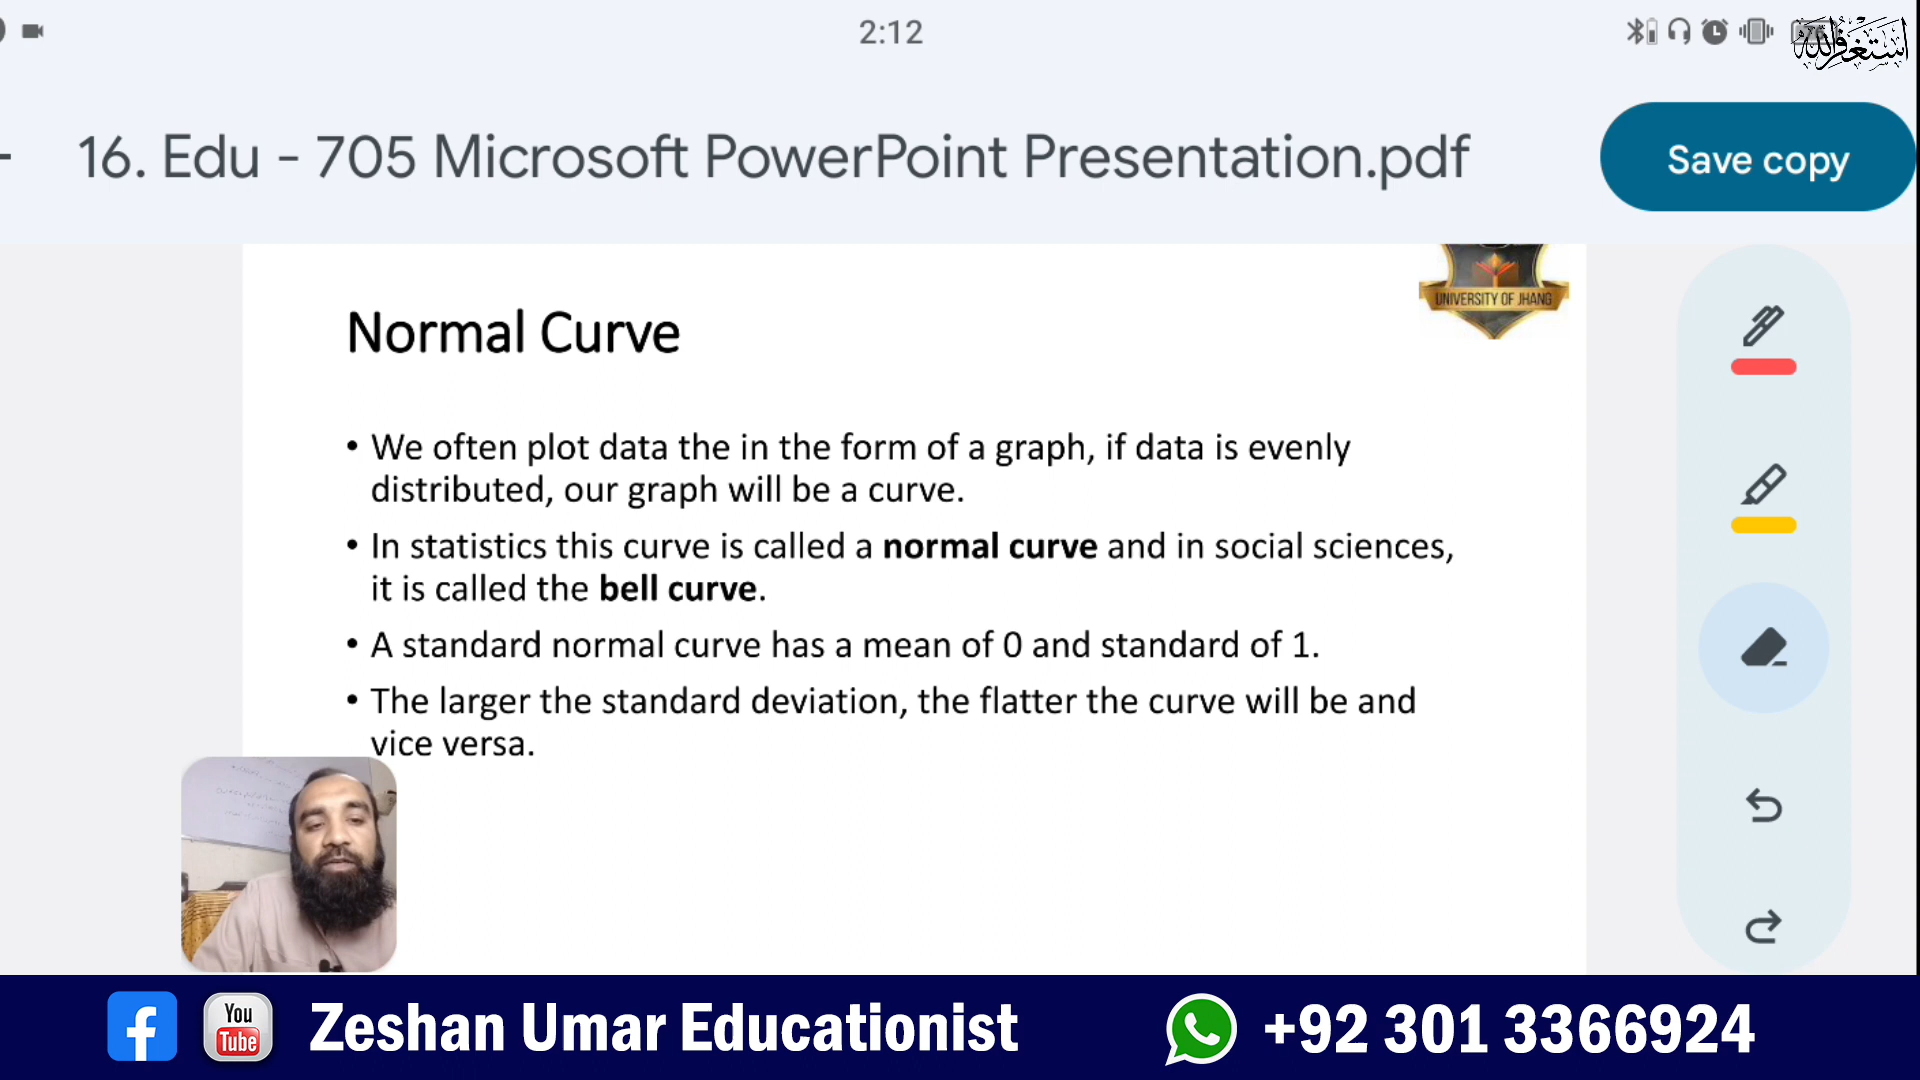 2:12
استغفرالله
16. Edu - 705 Microsoft PowerPoint Presentation.pdf
Save copy
UNIVERSITY OF JHANG
Normal Curve
• We often plot data the in the form of a graph, if data is evenly
distributed, our graph will be a curve.
• In statistics this curve is called a normal curve and in social sciences,
it is called the bell curve.
• A standard normal curve has a mean of 0 and standard of 1.
• The larger the standard deviation, the flatter the curve will be and
vice versa.
f
You
Tube
Zeshan Umar Educationist
+92 301 3366924